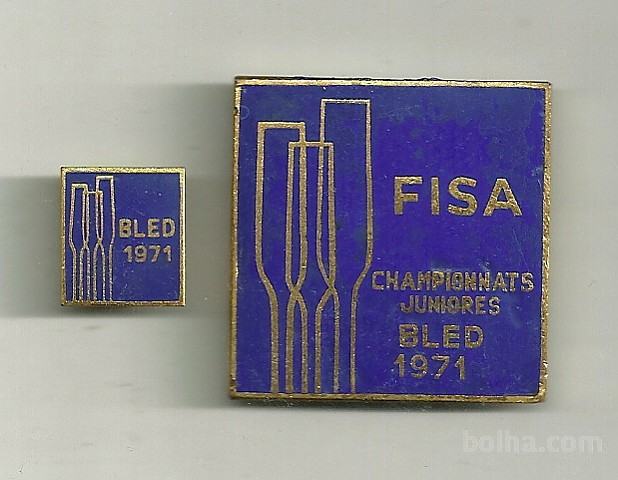 BLED
1971
FISA
CHAMPIONNATS
JUNIORES
BLED
1971
bolha.com